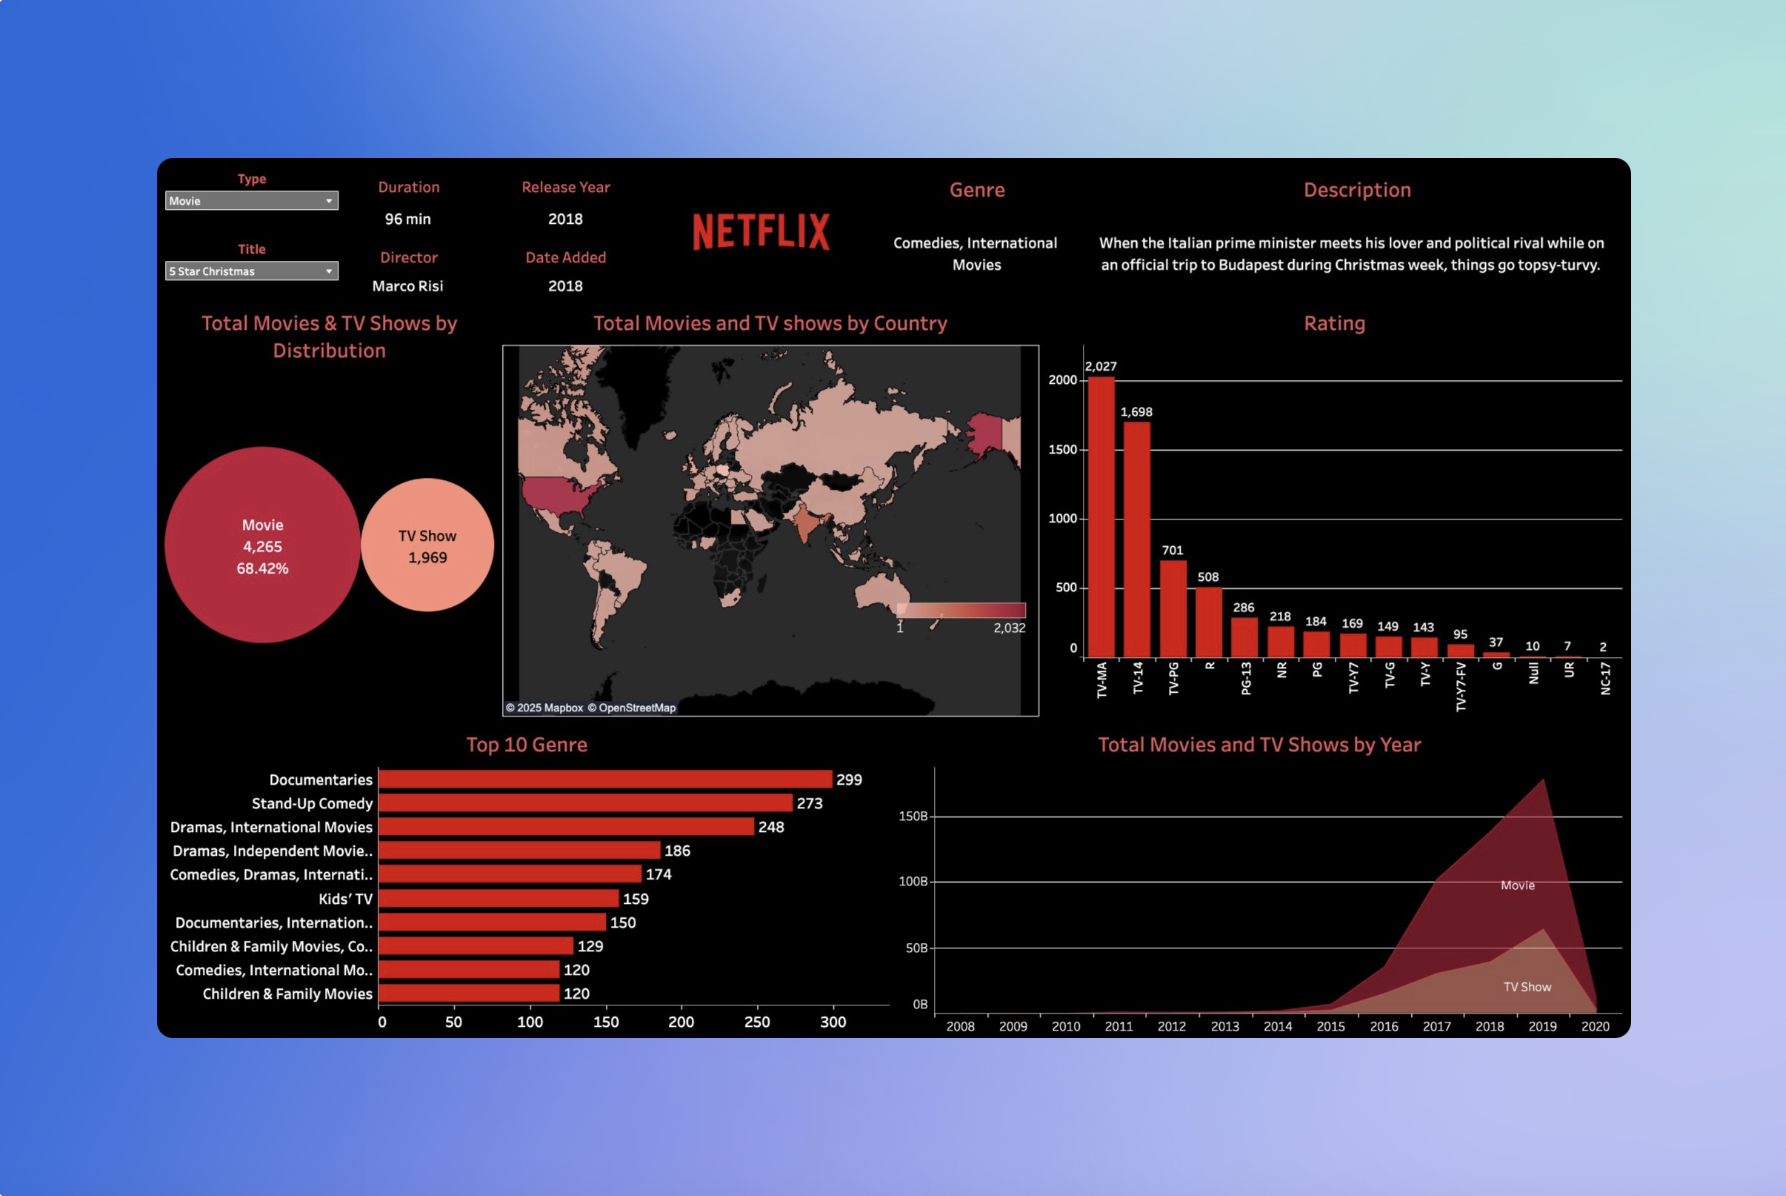 Type
Movie
Title
5 Star Christmas
Duration
96 min
Director
Marco Risi
Release Year
2018
Date Added
2018
NETFLIX
Genre
Comedies, International
Movies
Description
When the Italian prime minister meets his lover and political rival while on
an official trip to Budapest during Christmas week, things go topsy-turvy.
Total Movies & TV Shows by
Distribution
Movie
4,265
68.42%
TV Show
1,969
Total Movies and TV shows by Country
1
2,032
© 2025 Mapbox © OpenStreetMap
Rating
2000
1500
1000
500
0
2,027
1,698
701
508
286
218
184
169
149
143
95
37
10
7
2
TV-MA
TV-14
TV-PG
R
PG-13
NR
PG
TV-Y7
TV-G
TV-Y
TV-Y7-FV
G
Null
UR
NC-17
Top 10 Genre
Documentaries 299
Stand-Up Comedy 273
Dramas, International Movies 248
Dramas, Independent Movie.. 186
Comedies, Dramas, Internati.. 174
Kids' TV 159
Documentaries, Internation.. 150
Children & Family Movies, Co.. 129
Comedies, International Mo.. 120
Children & Family Movies 120
0 50 100 150 200 250 300
Total Movies and TV Shows by Year
150B
100B
50B
0B
Movie
TV Show
2008 2009 2010 2011 2012 2013 2014 2015 2016 2017 2018 2019 2020